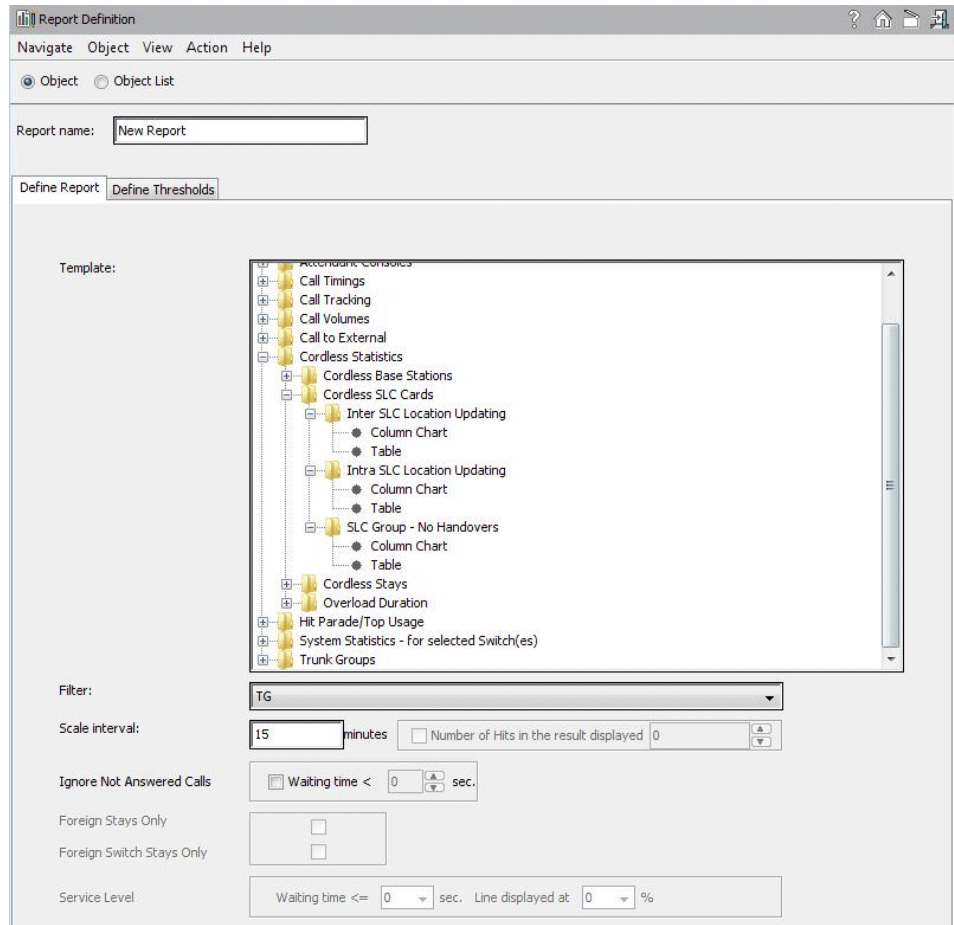 Report Definition
Navigate Object View Action Help
Object Object List
Report name: New Report
Define Report Define Thresholds
Template:
Attendant Consoles
Call Timings
Call Tracking
Call Volumes
Call to External
Cordless Statistics
Cordless Base Stations
Cordless SLC Cards
Inter SLC Location Updating
Column Chart
Table
Intra SLC Location Updating
Column Chart
Table
SLC Group - No Handovers
Column Chart
Table
Cordless Stays
Overload Duration
Hit Parade/Top Usage
System Statistics - for selected Switch(es)
Trunk Groups
Filter: TG
Scale interval: 15 minutes Number of Hits in the result displayed 0
Ignore Not Answered Calls Waiting time < 0 sec.
Foreign Stays Only
Foreign Switch Stays Only
Service Level Waiting time <= 0 sec. Line displayed at 0 %